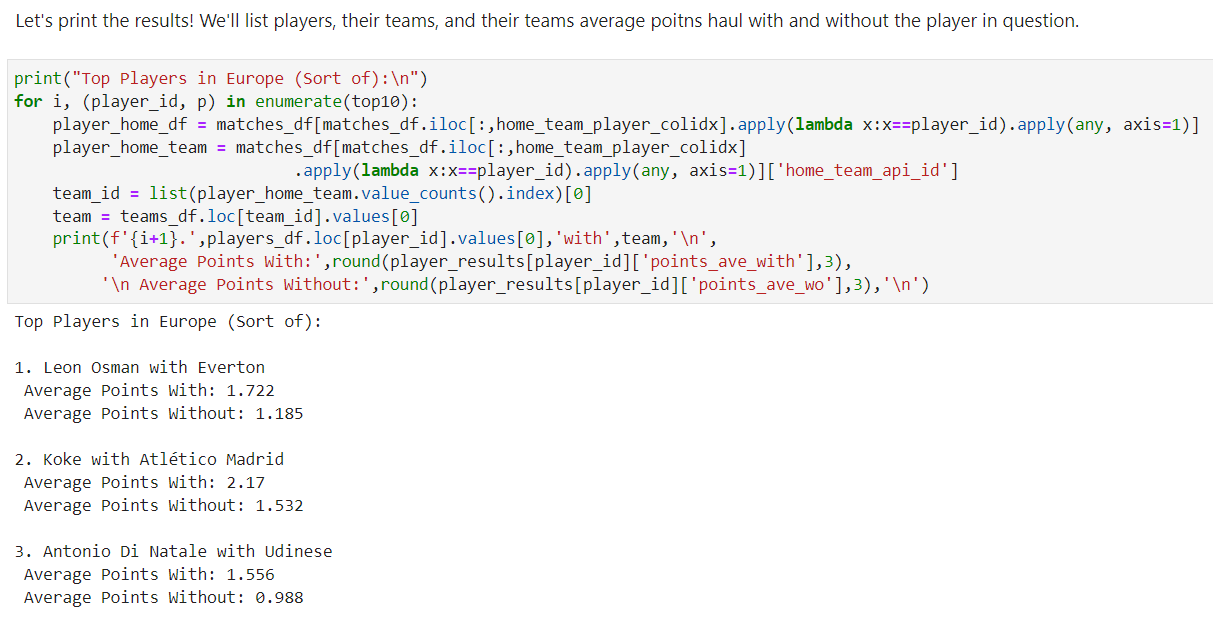 Let's print the results! We'll list players, their teams, and their teams average poitns haul with and without the player in question.
print("Top Players in Europe (Sort of):\n")
for i, (player_id, p) in enumerate(top10):
    player_home_df = matches_df[matches_df.iloc[:,home_team_player_colidx].apply(lambda x:x==player_id).apply(any, axis=1)]
    player_home_team = matches_df[matches_df.iloc[:,home_team_player_colidx]
                             .apply(lambda x:x==player_id).apply(any, axis=1)]['home_team_api_id']
    team_id = list(player_home_team.value_counts().index)[0]
    team = teams_df.loc[team_id].values[0]
    print(f'{i+1}.',players_df.loc[player_id].values[0],'with',team,'\n',
          'Average Points With:',round(player_results[player_id]['points_ave_with'],3),
         '\n Average Points Without:',round(player_results[player_id]['points_ave_wo'],3),'\n')
Top Players in Europe (Sort of):
1. Leon Osman with Everton
 Average Points With: 1.722
 Average Points Without: 1.185
2. Koke with Atlético Madrid
 Average Points With: 2.17
 Average Points Without: 1.532
3. Antonio Di Natale with Udinese
 Average Points With: 1.556
 Average Points Without: 0.988